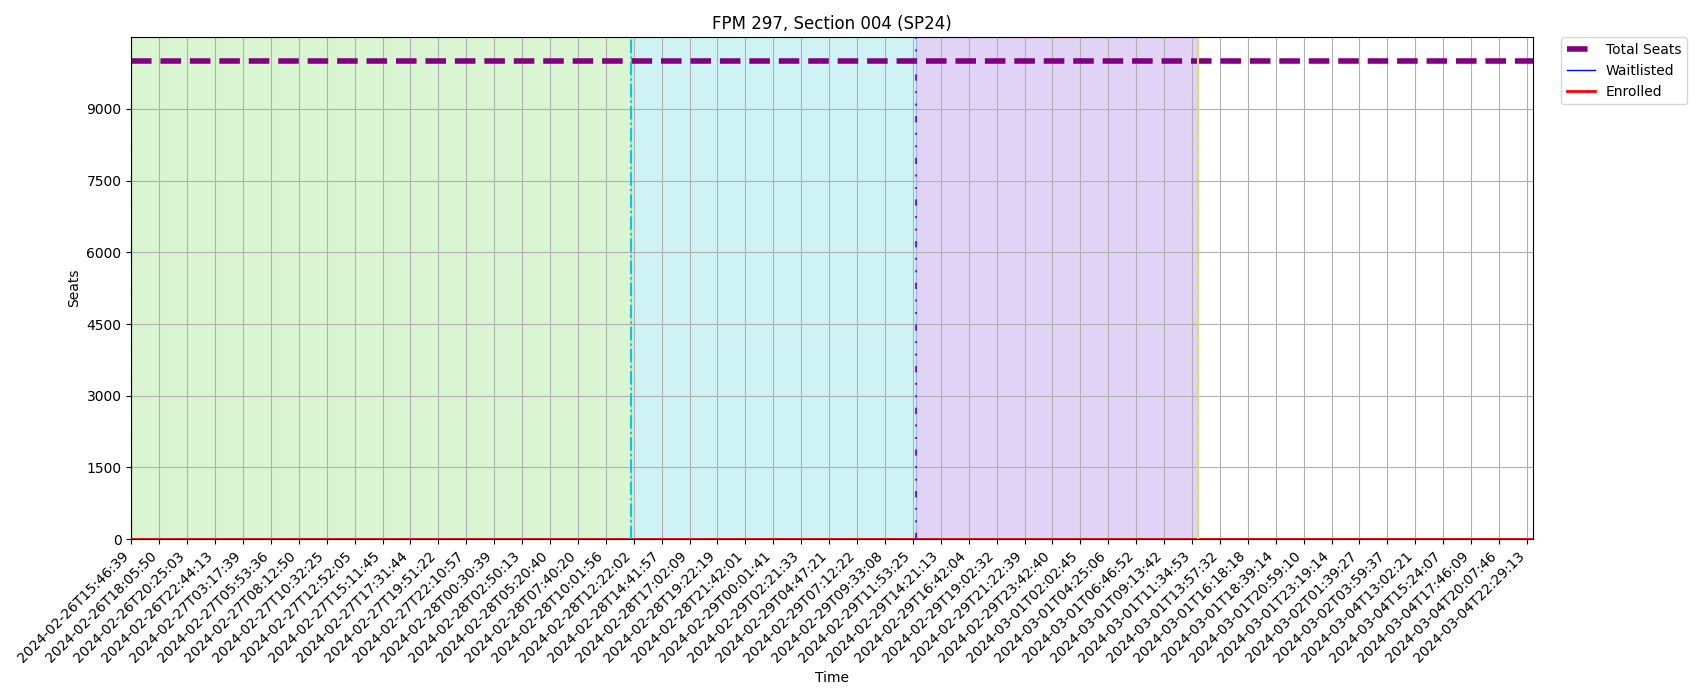 FPM 297, Section 004 (SP24)
Total Seats
Waitlisted
Enrolled
9000
7500
6000
4500
3000
1500
0
Seats
2024-02-26T15:46:39
2024-02-26T18:05:50
2024-02-26T20:25:03
2024-02-26T22:44:13
2024-02-27T03:17:39
2024-02-27T05:53:36
2024-02-27T08:12:50
2024-02-27T10:32:25
2024-02-27T12:52:05
2024-02-27T15:11:45
2024-02-27T17:31:44
2024-02-27T19:51:22
2024-02-27T22:10:57
2024-02-28T00:30:39
2024-02-28T02:50:13
2024-02-28T05:20:40
2024-02-28T07:40:20
2024-02-28T10:01:56
2024-02-28T12:22:02
2024-02-28T14:41:57
2024-02-28T17:02:09
2024-02-28T19:22:19
2024-02-28T21:42:01
2024-02-29T00:01:41
2024-02-29T02:21:33
2024-02-29T04:47:21
2024-02-29T07:12:22
2024-02-29T09:33:08
2024-02-29T11:53:25
2024-02-29T14:21:13
2024-02-29T16:42:04
2024-02-29T19:02:32
2024-02-29T21:22:39
2024-02-29T23:42:40
2024-03-01T02:02:45
2024-03-01T04:25:06
2024-03-01T06:46:52
2024-03-01T09:13:42
2024-03-01T11:34:53
2024-03-01T13:57:32
2024-03-01T16:18:18
2024-03-01T18:39:14
2024-03-01T20:59:10
2024-03-01T23:19:14
2024-03-02T01:39:27
2024-03-02T03:59:37
2024-03-04T13:02:21
2024-03-04T15:24:07
2024-03-04T17:46:09
2024-03-04T20:07:46
2024-03-04T22:29:13
Time